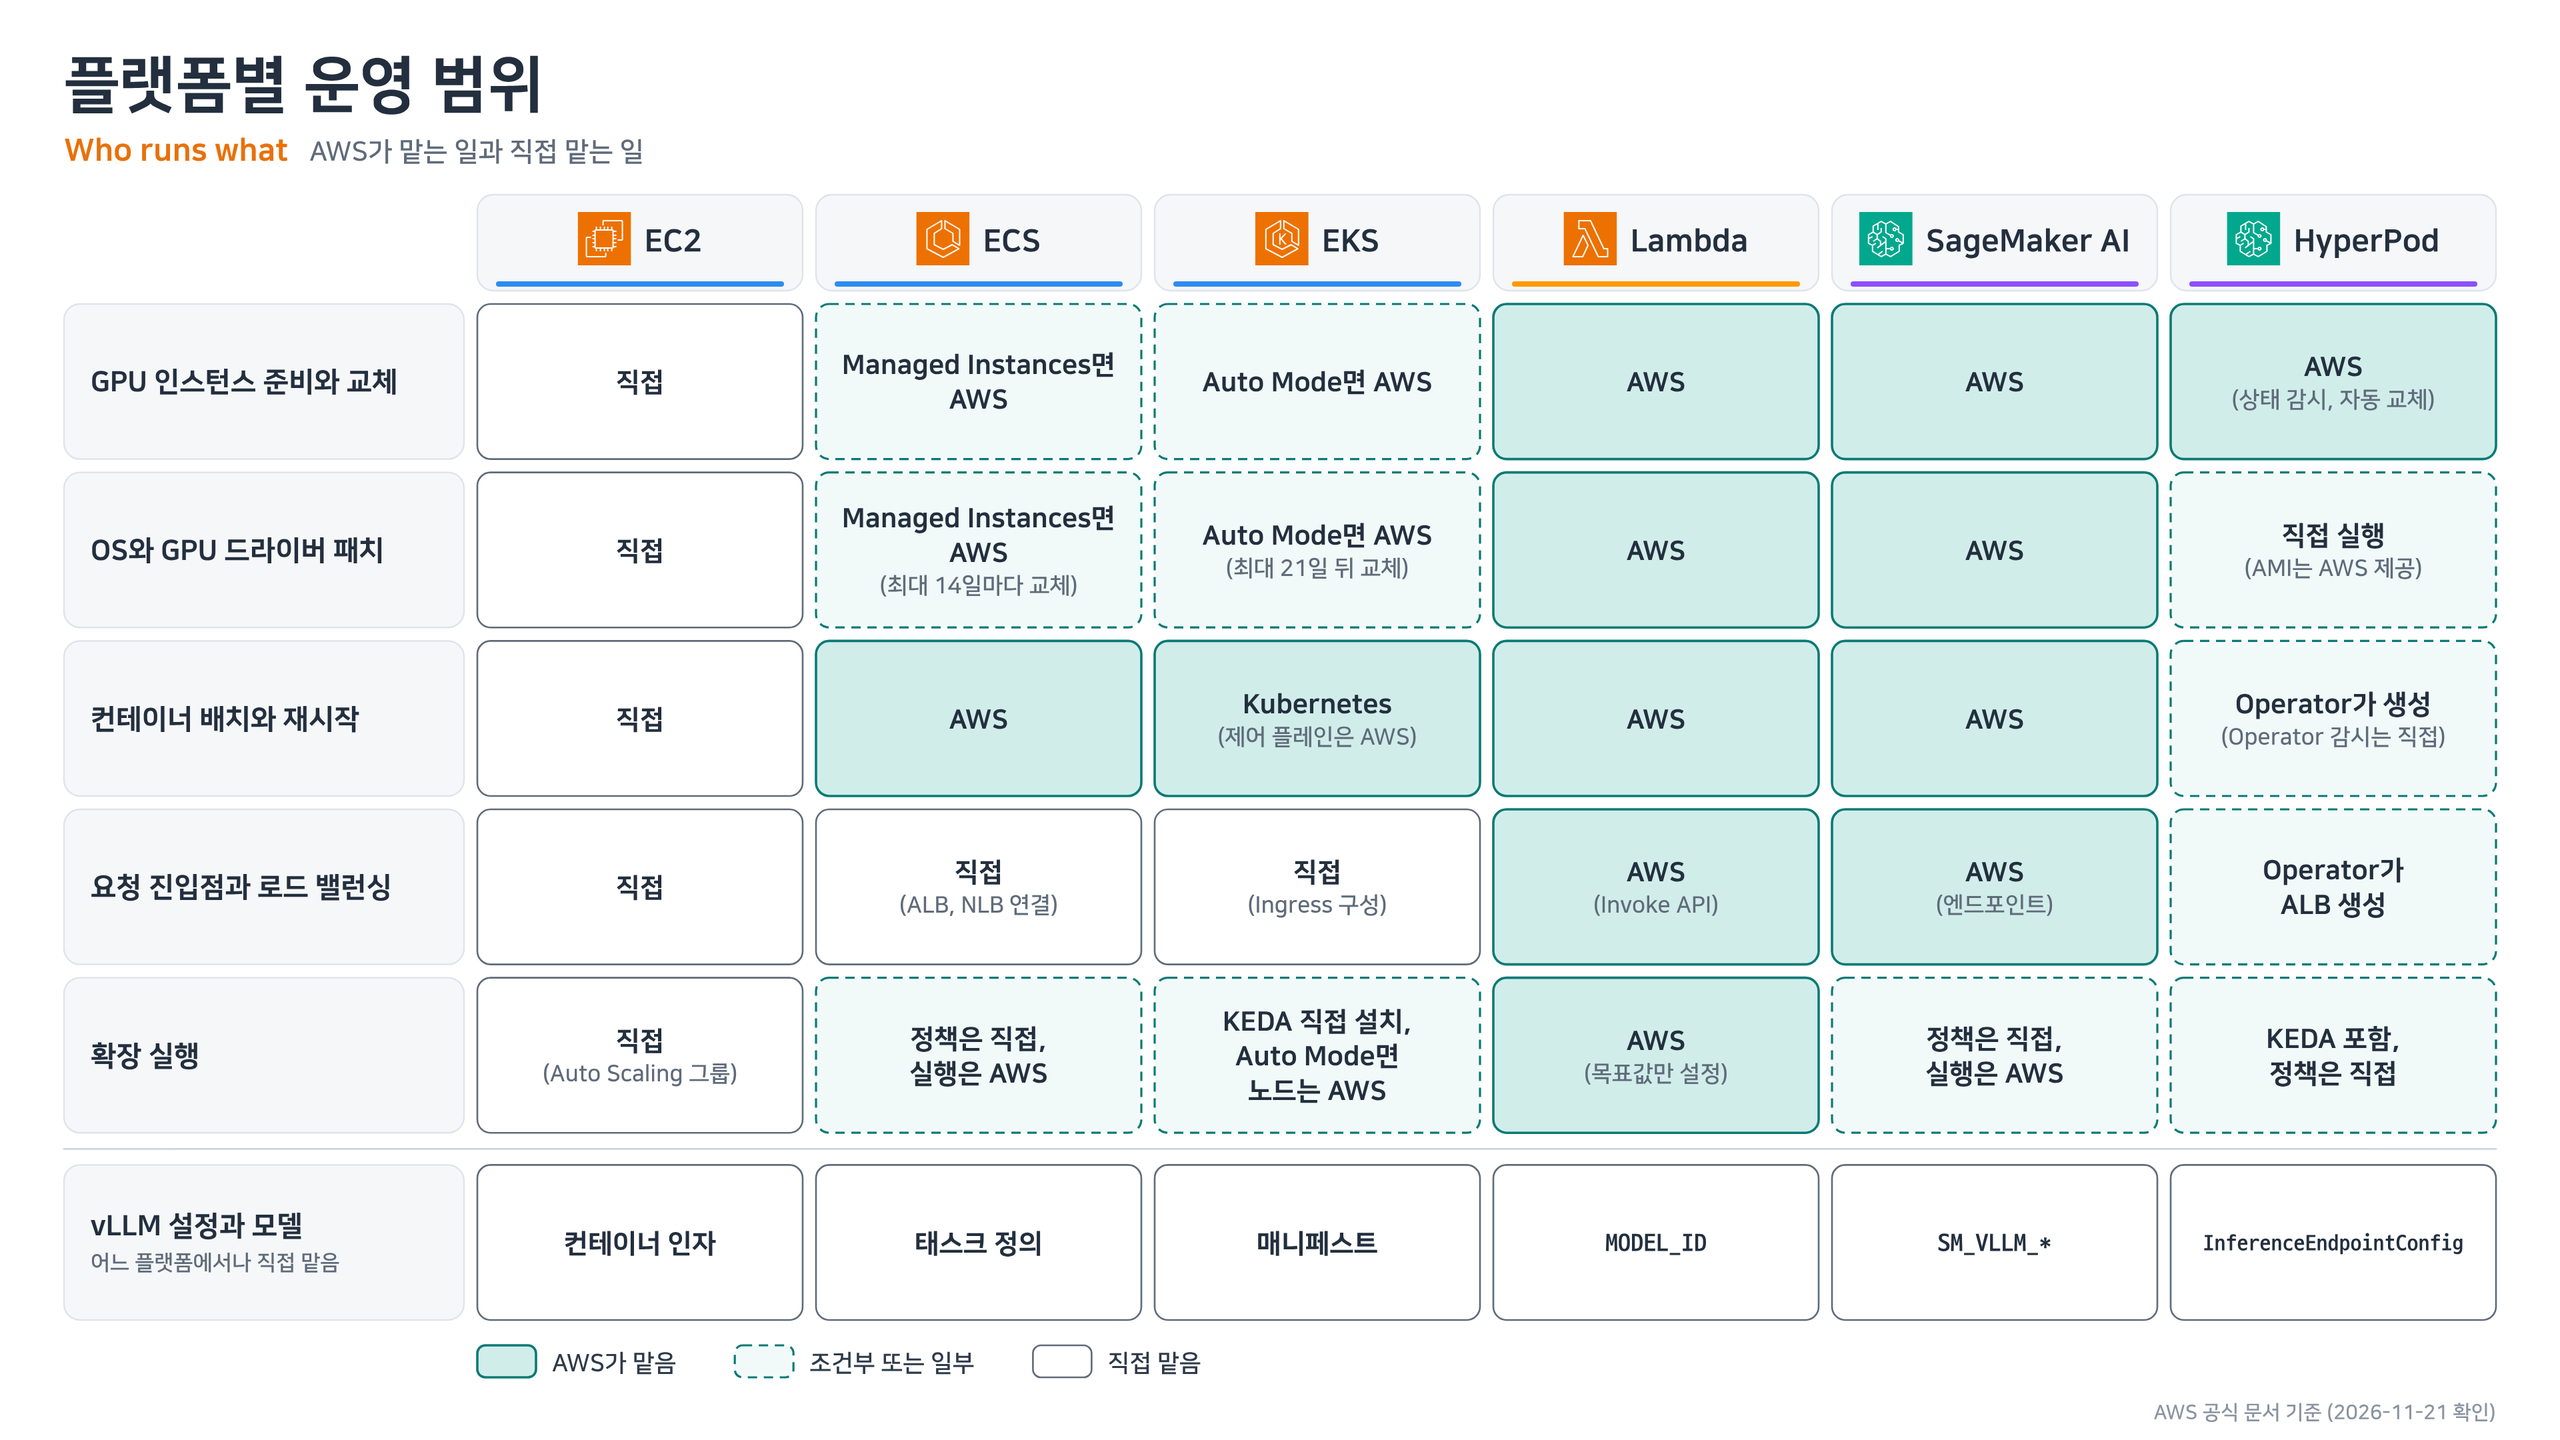 플랫폼별 운영 범위
Who runs what AWS가 맡는 일과 직접 맡는 일
EC2
ECS
EKS
Lambda
SageMaker AI
HyperPod
GPU 인스턴스 준비와 교체
직접
Managed Instances면
AWS
Auto Mode면 AWS
AWS
AWS
AWS
(상태 감시, 자동 교체)
OS와 GPU 드라이버 패치
직접
Managed Instances면
AWS
(최대 14일마다 교체)
Auto Mode면 AWS
(최대 21일 뒤 교체)
AWS
AWS
직접 실행
(AMI는 AWS 제공)
컨테이너 배치와 재시작
직접
AWS
Kubernetes
(제어 플레인은 AWS)
AWS
AWS
Operator가 생성
(Operator 감시는 직접)
요청 진입점과 로드 밸런싱
직접
직접
(ALB, NLB 연결)
직접
(Ingress 구성)
AWS
(Invoke API)
AWS
(엔드포인트)
Operator가
ALB 생성
확장 실행
직접
(Auto Scaling 그룹)
정책은 직접,
실행은 AWS
KEDA 직접 설치,
Auto Mode면
노드는 AWS
AWS
(목표값만 설정)
정책은 직접,
실행은 AWS
KEDA 포함,
정책은 직접
vLLM 설정과 모델
어느 플랫폼에서나 직접 맡음
컨테이너 인자
태스크 정의
매니페스트
MODEL_ID
SM_VLLM_*
InferenceEndpointConfig
AWS가 맡음
조건부 또는 일부
직접 맡음
AWS 공식 문서 기준 (2026-11-21 확인)